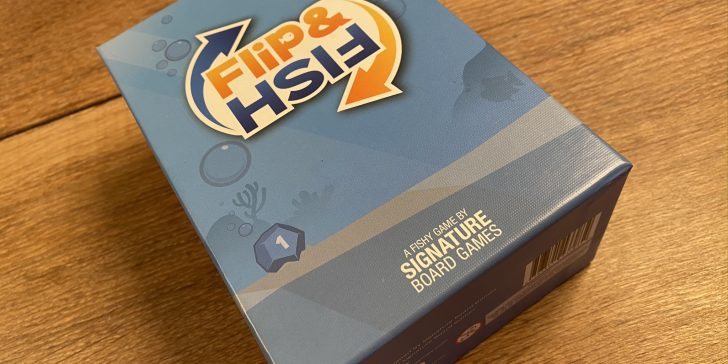 Flip&
FISH
1
A FISHY GAME BY
SIGNATURE
BOARD GAMES